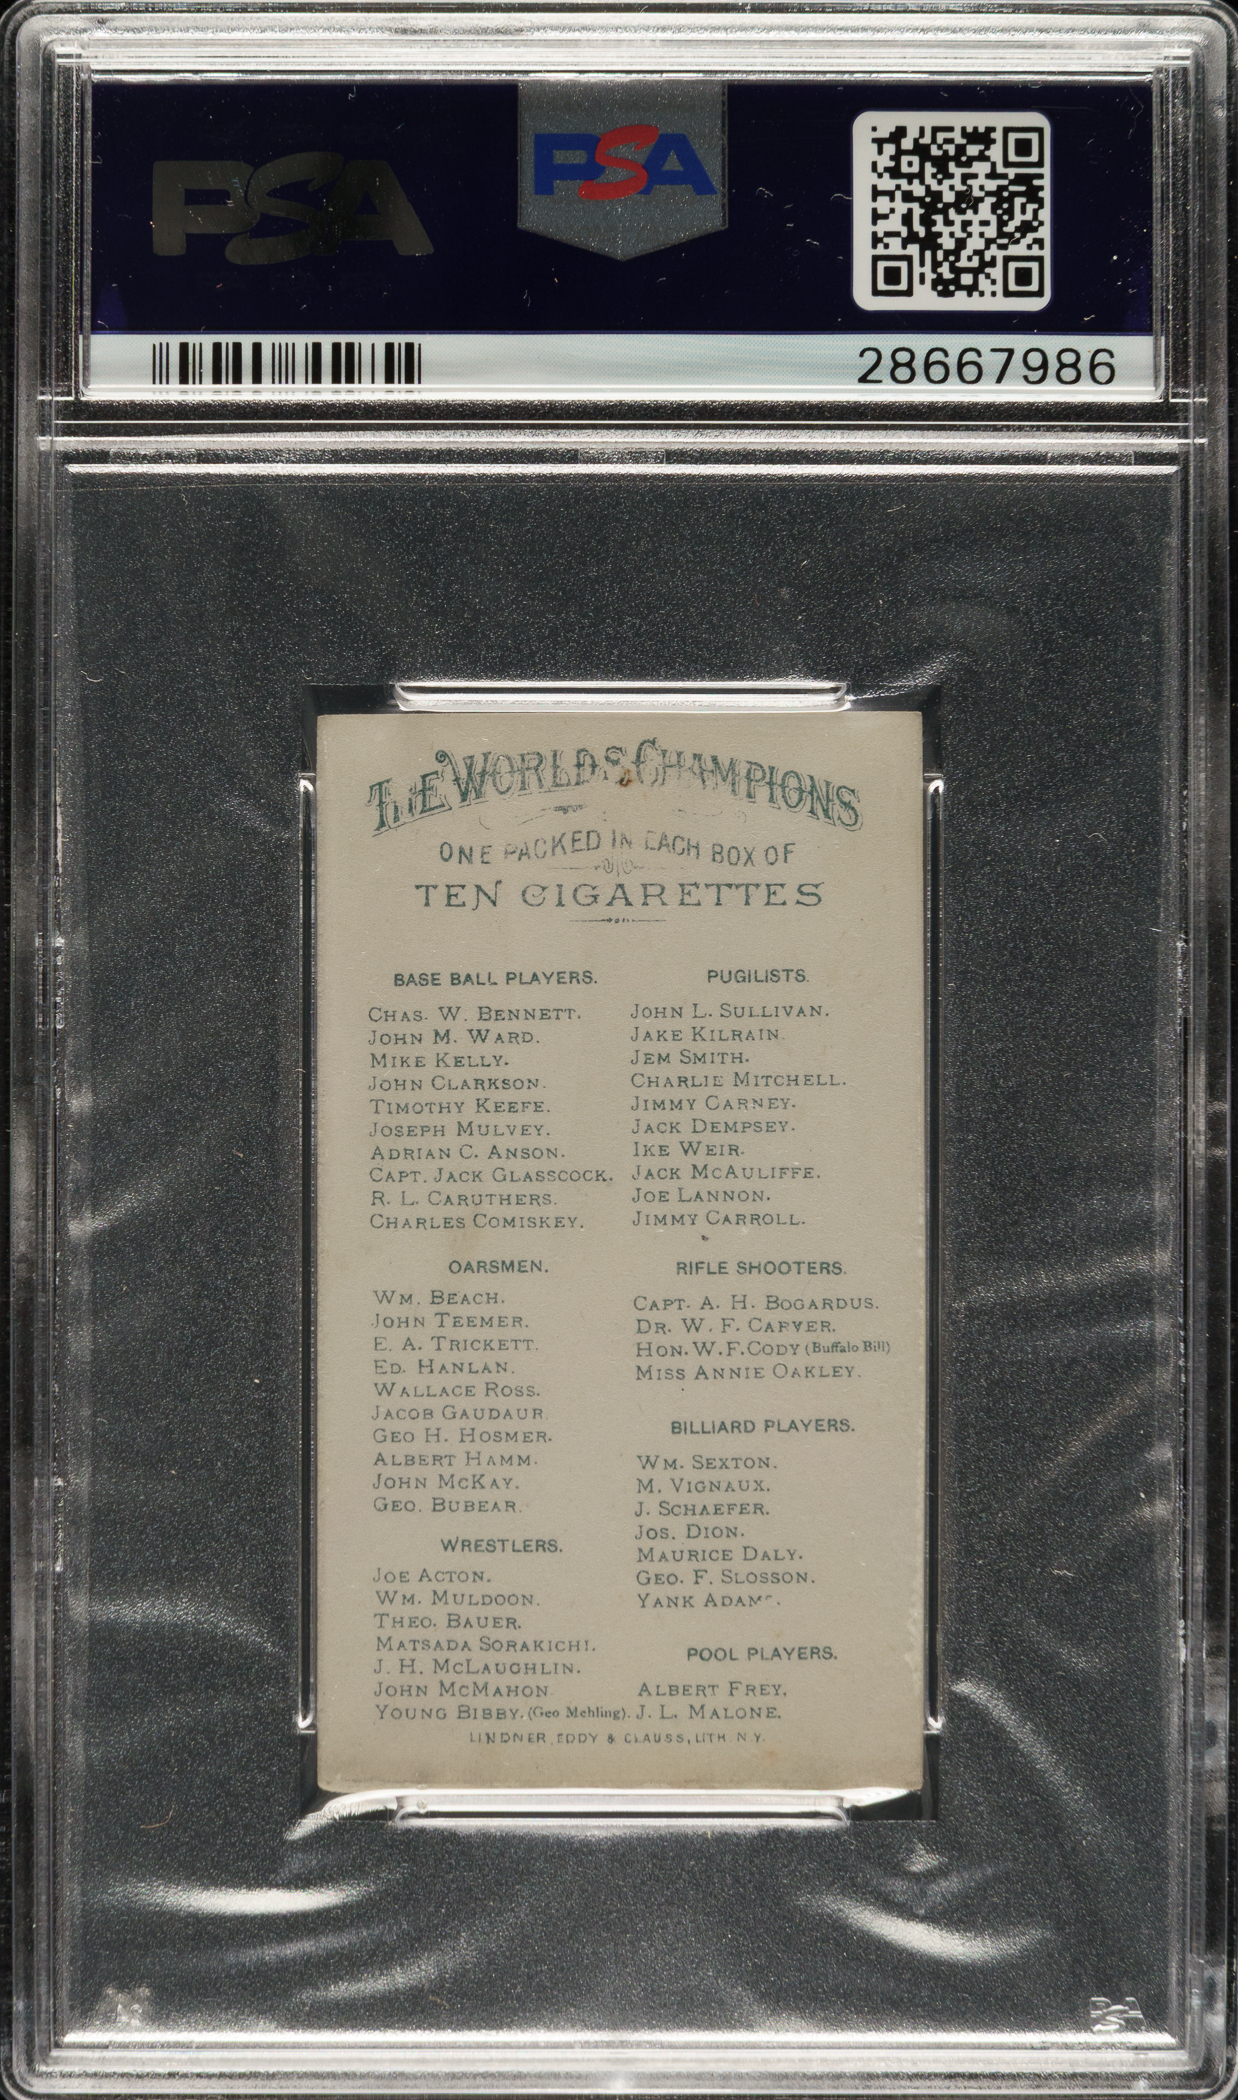 PSA
PSA
28667986
THE WORLD'S CHAMPIONS
ONE PACKED IN EACH BOX OF
TEN CIGARETTES
BASE BALL PLAYERS.
CHAS. W. BENNETT.
JOHN M. WARD.
MIKE KELLY.
JOHN CLARKSON.
TIMOTHY KEEFE.
JOSEPH MULVEY.
ADRIAN C. ANSON.
CAPT. JACK GLASSCOCK.
R. L. CARUTHERS.
CHARLES COMISKEY.
OARSMEN.
WM. BEACH.
JOHN TEEMER.
E. A. TRICKETT.
ED. HANLAN.
WALLACE ROSS.
JACOB GAUDAUR
GEO H. HOSMER.
ALBERT HAMM.
JOHN MCKAY.
GEO. BUBEAR.
WRESTLERS.
JOE ACTON.
WM. MULDOON.
THEO. BAUER.
MATSADA SORAKICHI.
J. H. MCLAUGHLIN.
JOHN MCMAHON
YOUNG BIBBY. (Geo Mehling).
PUGILISTS.
JOHN L. SULLIVAN.
JAKE KILRAIN
JEM SMITH.
CHARLIE MITCHELL.
JIMMY CARNEY.
JACK DEMPSEY.
IKE WEIR.
JACK MCAULIFFE.
JOE LANNON.
JIMMY CARROLL.
RIFLE SHOOTERS.
CAPT. A. H. BOGARDUS.
DR. W. F. CARVER.
HON. W. F. CODY (Buffalo Bill)
MISS ANNIE OAKLEY.
BILLIARD PLAYERS.
WM. SEXTON.
M. VIGNAUX.
J. SCHAEFER.
JOS. DION.
MAURICE DALY.
GEO. F. SLOSSON.
YANK ADAMS.
POOL PLAYERS.
ALBERT FREY.
J. L. MALONE.
LINDNER, EDDY & CLAUSS, LITH. N.Y.
PSA